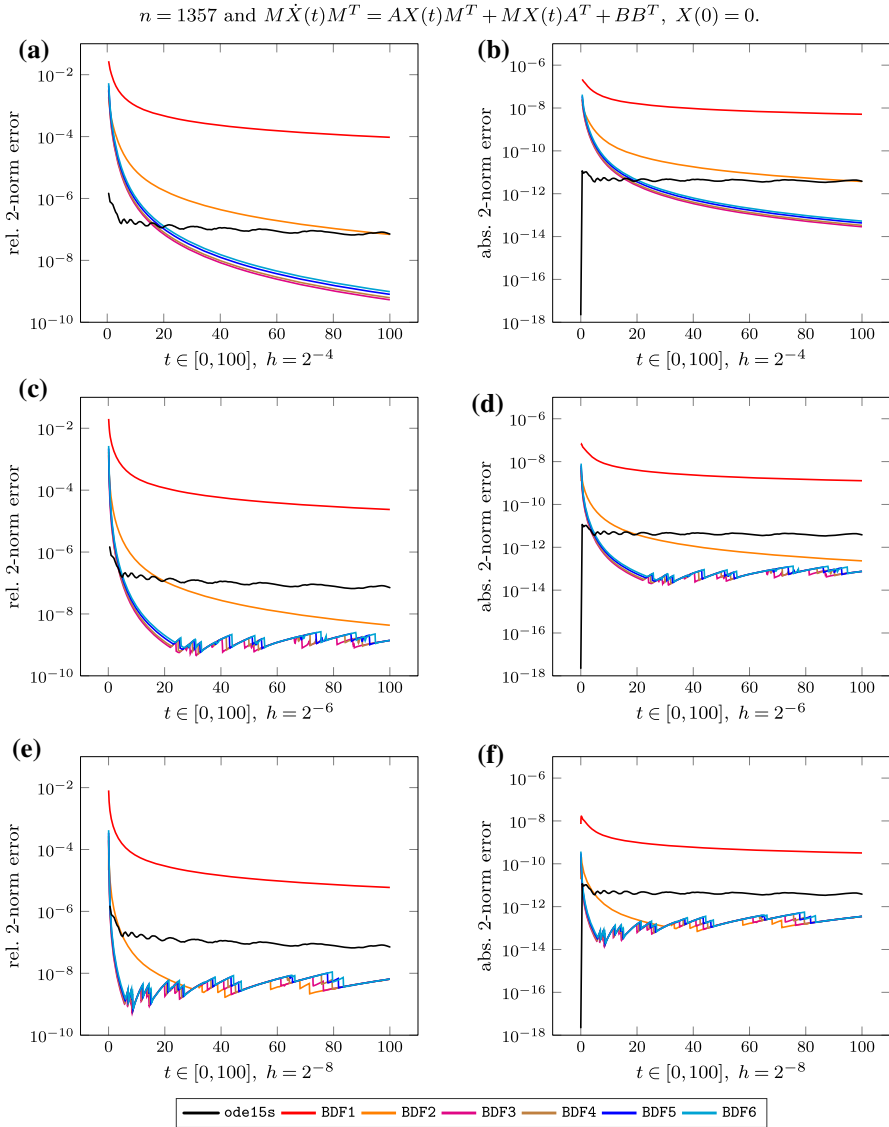 n = 1357 and MẊ(t)Mᵀ = AX(t)Mᵀ + MX(t)Aᵀ + BBᵀ, X(0) = 0.
(a)
rel. 2-norm error
10⁻²
10⁻⁴
10⁻⁶
10⁻⁸
10⁻¹⁰
0 20 40 60 80 100
t ∈ [0, 100], h = 2⁻⁴
(b)
abs. 2-norm error
10⁻⁶
10⁻⁸
10⁻¹⁰
10⁻¹²
10⁻¹⁴
10⁻¹⁶
10⁻¹⁸
0 20 40 60 80 100
t ∈ [0, 100], h = 2⁻⁴
(c)
rel. 2-norm error
10⁻²
10⁻⁴
10⁻⁶
10⁻⁸
10⁻¹⁰
0 20 40 60 80 100
t ∈ [0, 100], h = 2⁻⁶
(d)
abs. 2-norm error
10⁻⁶
10⁻⁸
10⁻¹⁰
10⁻¹²
10⁻¹⁴
10⁻¹⁶
10⁻¹⁸
0 20 40 60 80 100
t ∈ [0, 100], h = 2⁻⁶
(e)
rel. 2-norm error
10⁻²
10⁻⁴
10⁻⁶
10⁻⁸
10⁻¹⁰
0 20 40 60 80 100
t ∈ [0, 100], h = 2⁻⁸
(f)
abs. 2-norm error
10⁻⁶
10⁻⁸
10⁻¹⁰
10⁻¹²
10⁻¹⁴
10⁻¹⁶
10⁻¹⁸
0 20 40 60 80 100
t ∈ [0, 100], h = 2⁻⁸
ode15s BDF1 BDF2 BDF3 BDF4 BDF5 BDF6